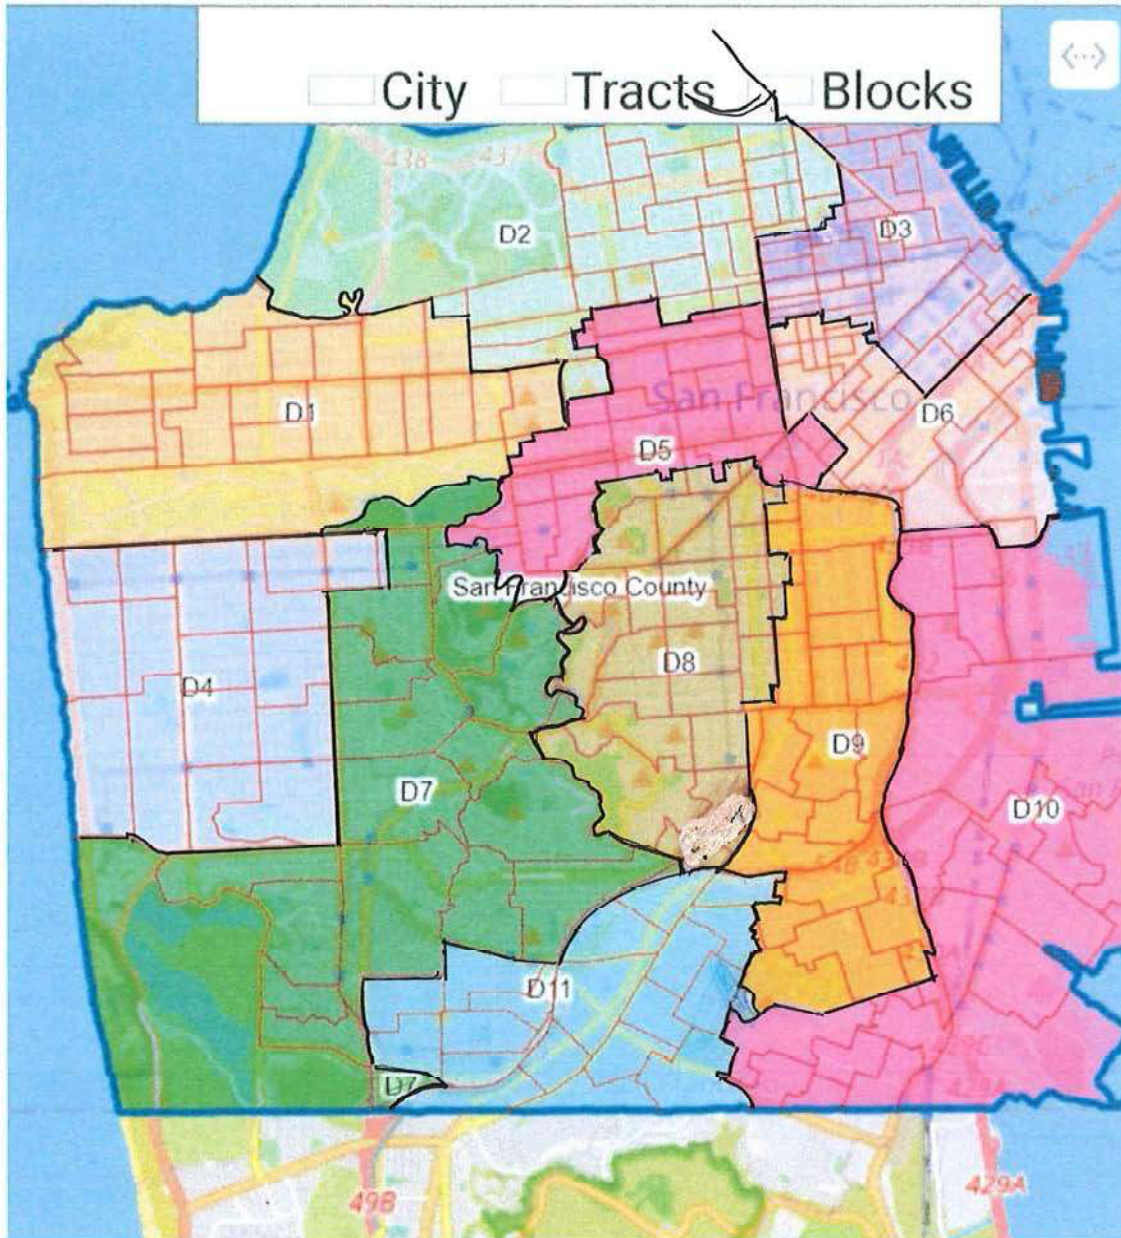 City Tracts Blocks
438 437
D2
D3
San Francisco
D1
D6
D5
San Francisco County
D8
D4
D9
D7
D10
D11
D7
49B
429A